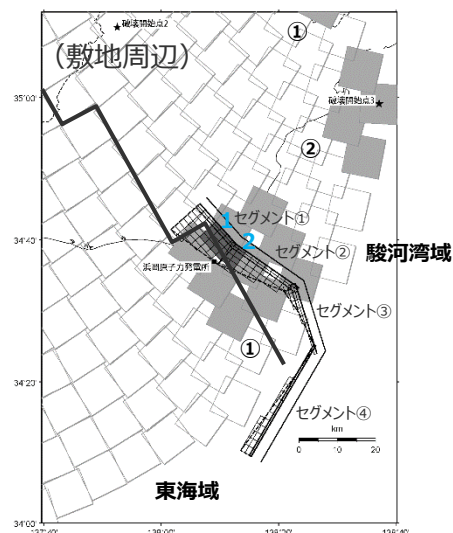 ①
★破壊開始点2
(敷地周辺)
35°00'
破壊開始点3
②
1
セグメント①
2
34°40'
セグメント②
駿河湾域
浜岡原子力発電所
セグメント③
①
34°20'
セグメント④
km
0 10 20
東海域
34°00'
138°00'